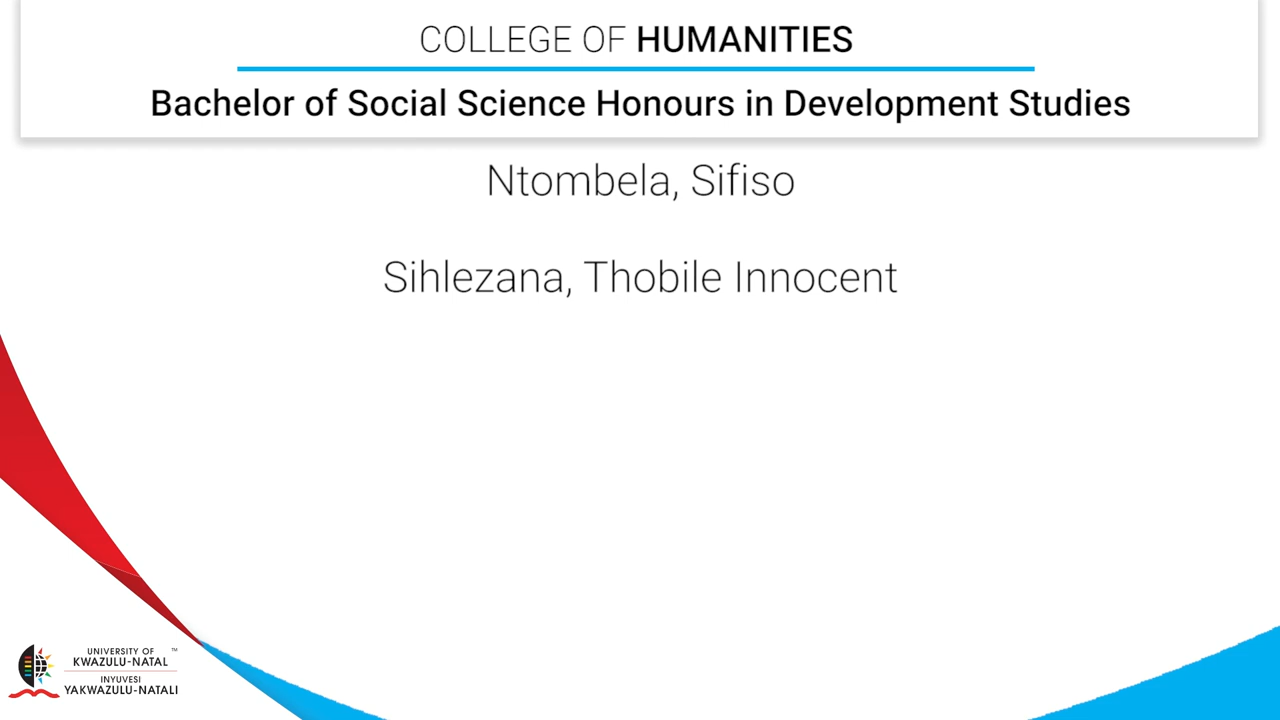 COLLEGE OF HUMANITIES
Bachelor of Social Science Honours in Development Studies
Ntombela, Sifiso
Sihlezana, Thobile Innocent
UNIVERSITY OF ™
KWAZULU-NATAL
INYUVESI
YAKWAZULU-NATALI